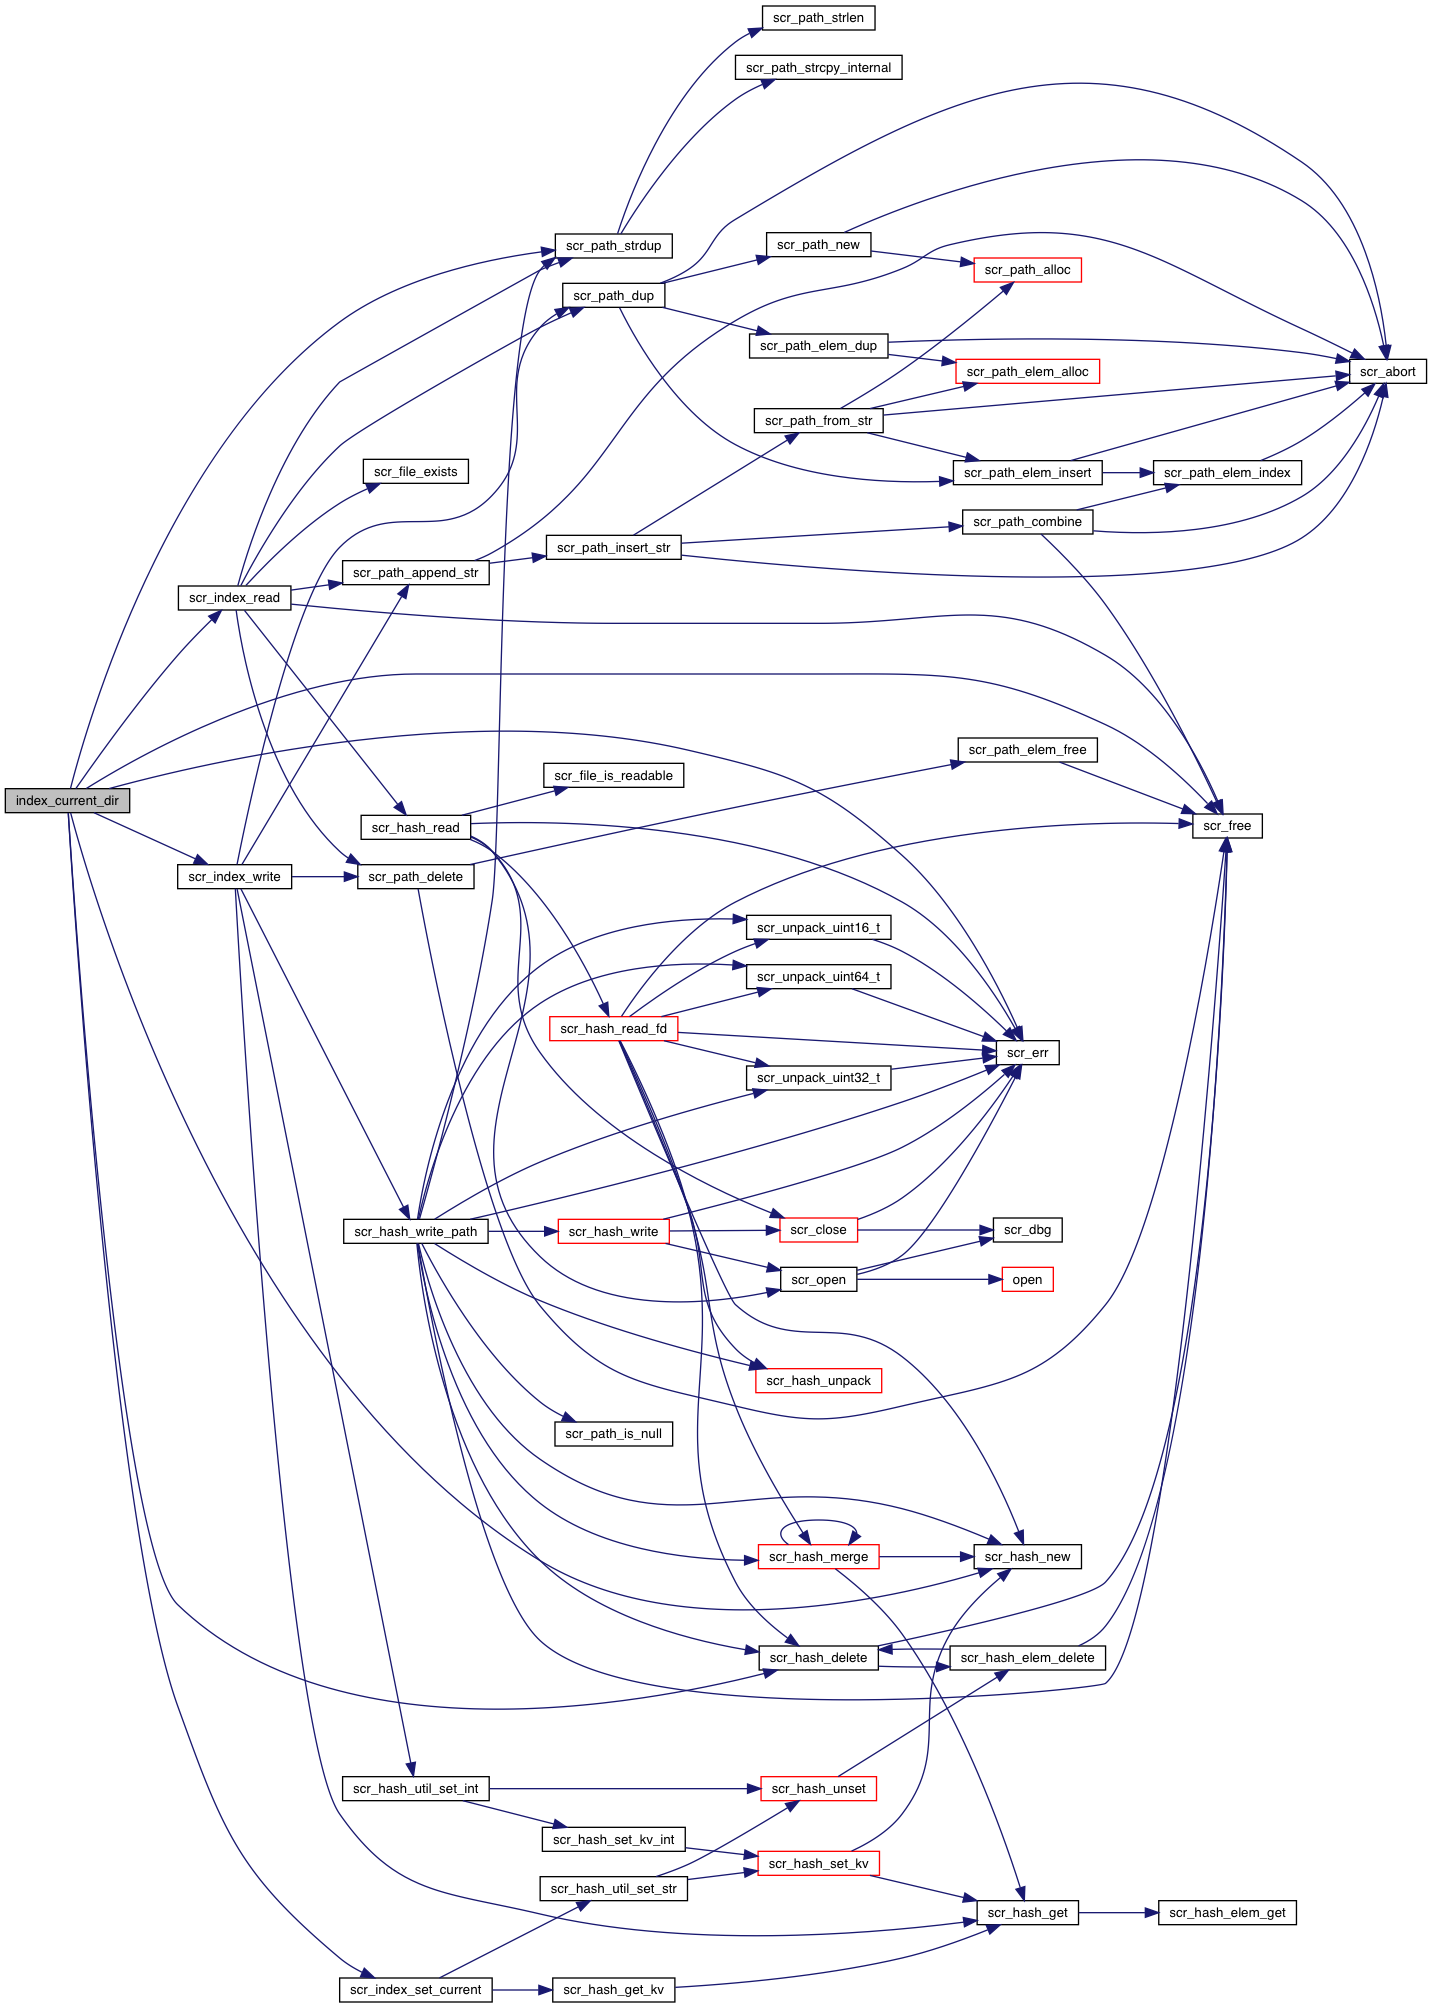 scr_path_strlen
scr_path_strcpy_internal
scr_path_strdup
scr_path_new
scr_path_alloc
scr_path_dup
scr_path_elem_dup
scr_path_elem_alloc
scr_abort
scr_path_from_str
scr_file_exists
scr_path_elem_insert
scr_path_elem_index
scr_path_combine
scr_path_insert_str
scr_path_append_str
scr_index_read
scr_path_elem_free
scr_file_is_readable
index_current_dir
scr_hash_read
scr_free
scr_index_write
scr_path_delete
scr_unpack_uint16_t
scr_unpack_uint64_t
scr_hash_read_fd
scr_err
scr_unpack_uint32_t
scr_hash_write_path
scr_hash_write
scr_close
scr_dbg
scr_open
open
scr_hash_unpack
scr_path_is_null
scr_hash_merge
scr_hash_new
scr_hash_delete
scr_hash_elem_delete
scr_hash_util_set_int
scr_hash_unset
scr_hash_set_kv_int
scr_hash_set_kv
scr_hash_util_set_str
scr_hash_get
scr_hash_elem_get
scr_index_set_current
scr_hash_get_kv